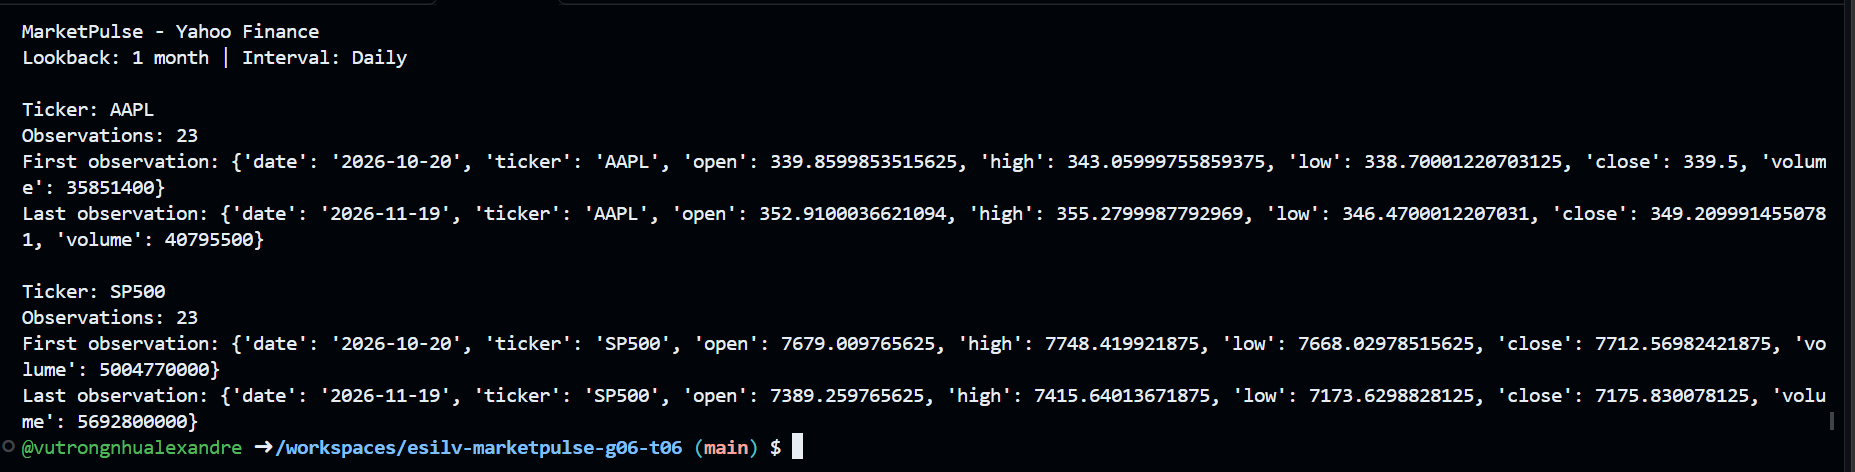 MarketPulse - Yahoo Finance
Lookback: 1 month | Interval: Daily
Ticker: AAPL
Observations: 23
First observation: {'date': '2026-10-20', 'ticker': 'AAPL', 'open': 339.8599853515625, 'high': 343.05999755859375, 'low': 338.70001220703125, 'close': 339.5, 'volum
e': 35851400}
Last observation: {'date': '2026-11-19', 'ticker': 'AAPL', 'open': 352.9100036621094, 'high': 355.2799987792969, 'low': 346.4700012207031, 'close': 349.209991455078
1, 'volume': 40795500}
Ticker: SP500
Observations: 23
First observation: {'date': '2026-10-20', 'ticker': 'SP500', 'open': 7679.009765625, 'high': 7748.419921875, 'low': 7668.02978515625, 'close': 7712.56982421875, 'vo
lume': 5004770000}
Last observation: {'date': '2026-11-19', 'ticker': 'SP500', 'open': 7389.259765625, 'high': 7415.64013671875, 'low': 7173.6298828125, 'close': 7175.830078125, 'volu
me': 5692800000}
@vutrongnhualexandre ➜/workspaces/esilv-marketpulse-g06-t06 (main) $